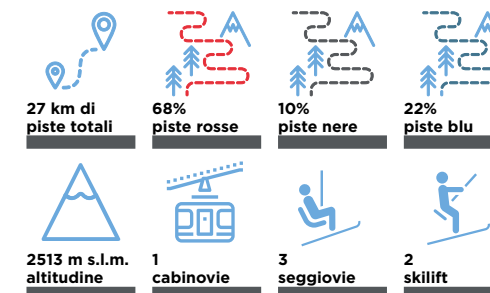 27 km di
piste totali
68%
piste rosse
10%
piste nere
22%
piste blu
2513 m s.l.m.
altitudine
1
cabinovie
3
seggiovie
2
skilift